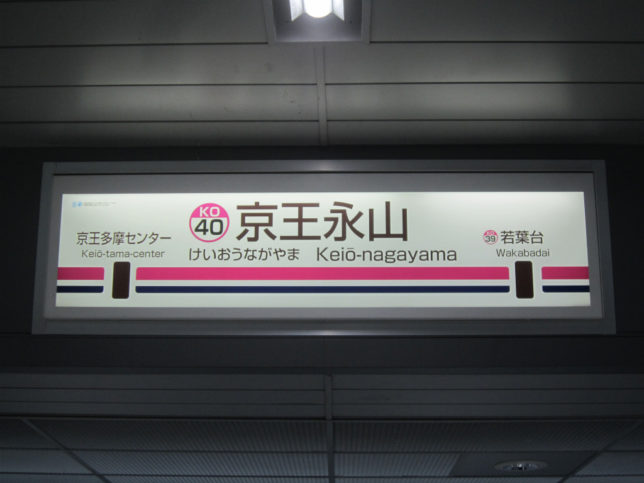 KO
40
京王永山
けいおうながやま Keiō-nagayama
京王多摩センター
Keiō-tama-center
KO
39
若葉台
Wakabadai